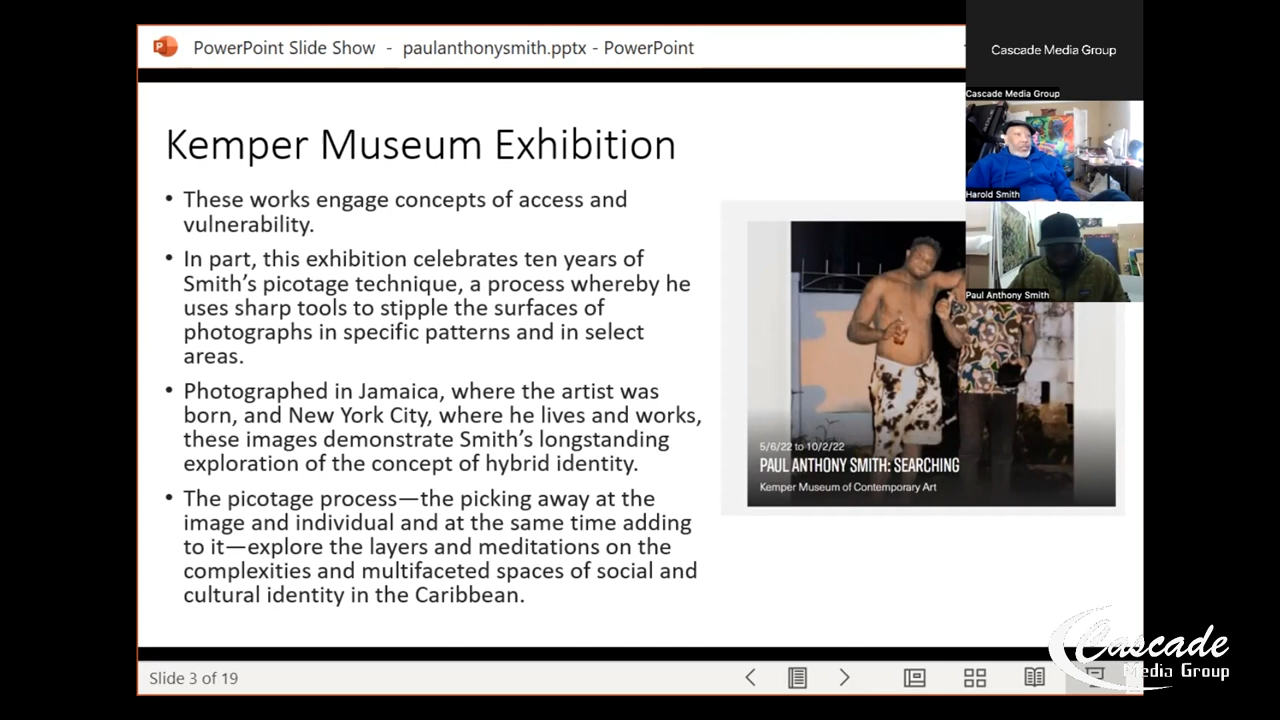 PowerPoint Slide Show - paulanthonysmith.pptx - PowerPoint
Cascade Media Group
Cascade Media Group
Harold Smith
Paul Anthony Smith
Kemper Museum Exhibition
• These works engage concepts of access and
vulnerability.
• In part, this exhibition celebrates ten years of
Smith’s picotage technique, a process whereby he
uses sharp tools to stipple the surfaces of
photographs in specific patterns and in select
areas.
• Photographed in Jamaica, where the artist was
born, and New York City, where he lives and works,
these images demonstrate Smith’s longstanding
exploration of the concept of hybrid identity.
• The picotage process—the picking away at the
image and individual and at the same time adding
to it—explore the layers and meditations on the
complexities and multifaceted spaces of social and
cultural identity in the Caribbean.
5/6/22 to 10/2/22
PAUL ANTHONY SMITH: SEARCHING
Kemper Museum of Contemporary Art
Slide 3 of 19
Cascade
Media Group